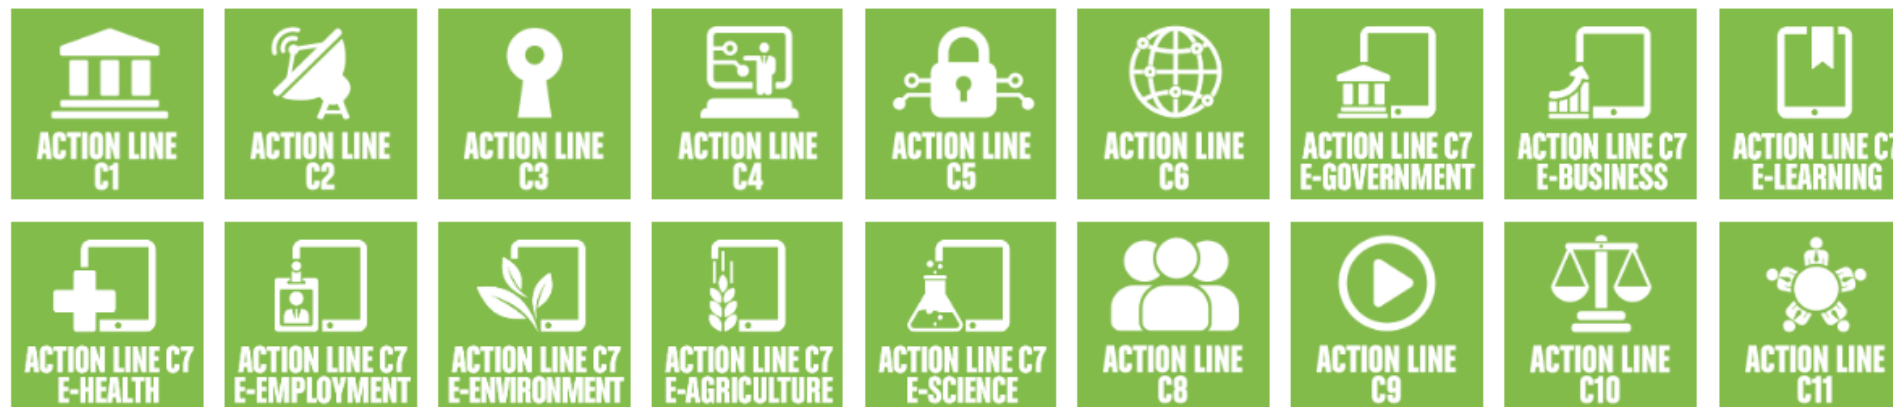 ACTION LINE
C1
ACTION LINE
C2
ACTION LINE
C3
ACTION LINE
C4
ACTION LINE
C5
ACTION LINE
C6
ACTION LINE C7
E-GOVERNMENT
ACTION LINE C7
E-BUSINESS
ACTION LINE C7
E-LEARNING
ACTION LINE C7
E-HEALTH
ACTION LINE C7
E-EMPLOYMENT
ACTION LINE C7
E-ENVIRONMENT
ACTION LINE C7
E-AGRICULTURE
ACTION LINE C7
E-SCIENCE
ACTION LINE
C8
ACTION LINE
C9
ACTION LINE
C10
ACTION LINE
C11